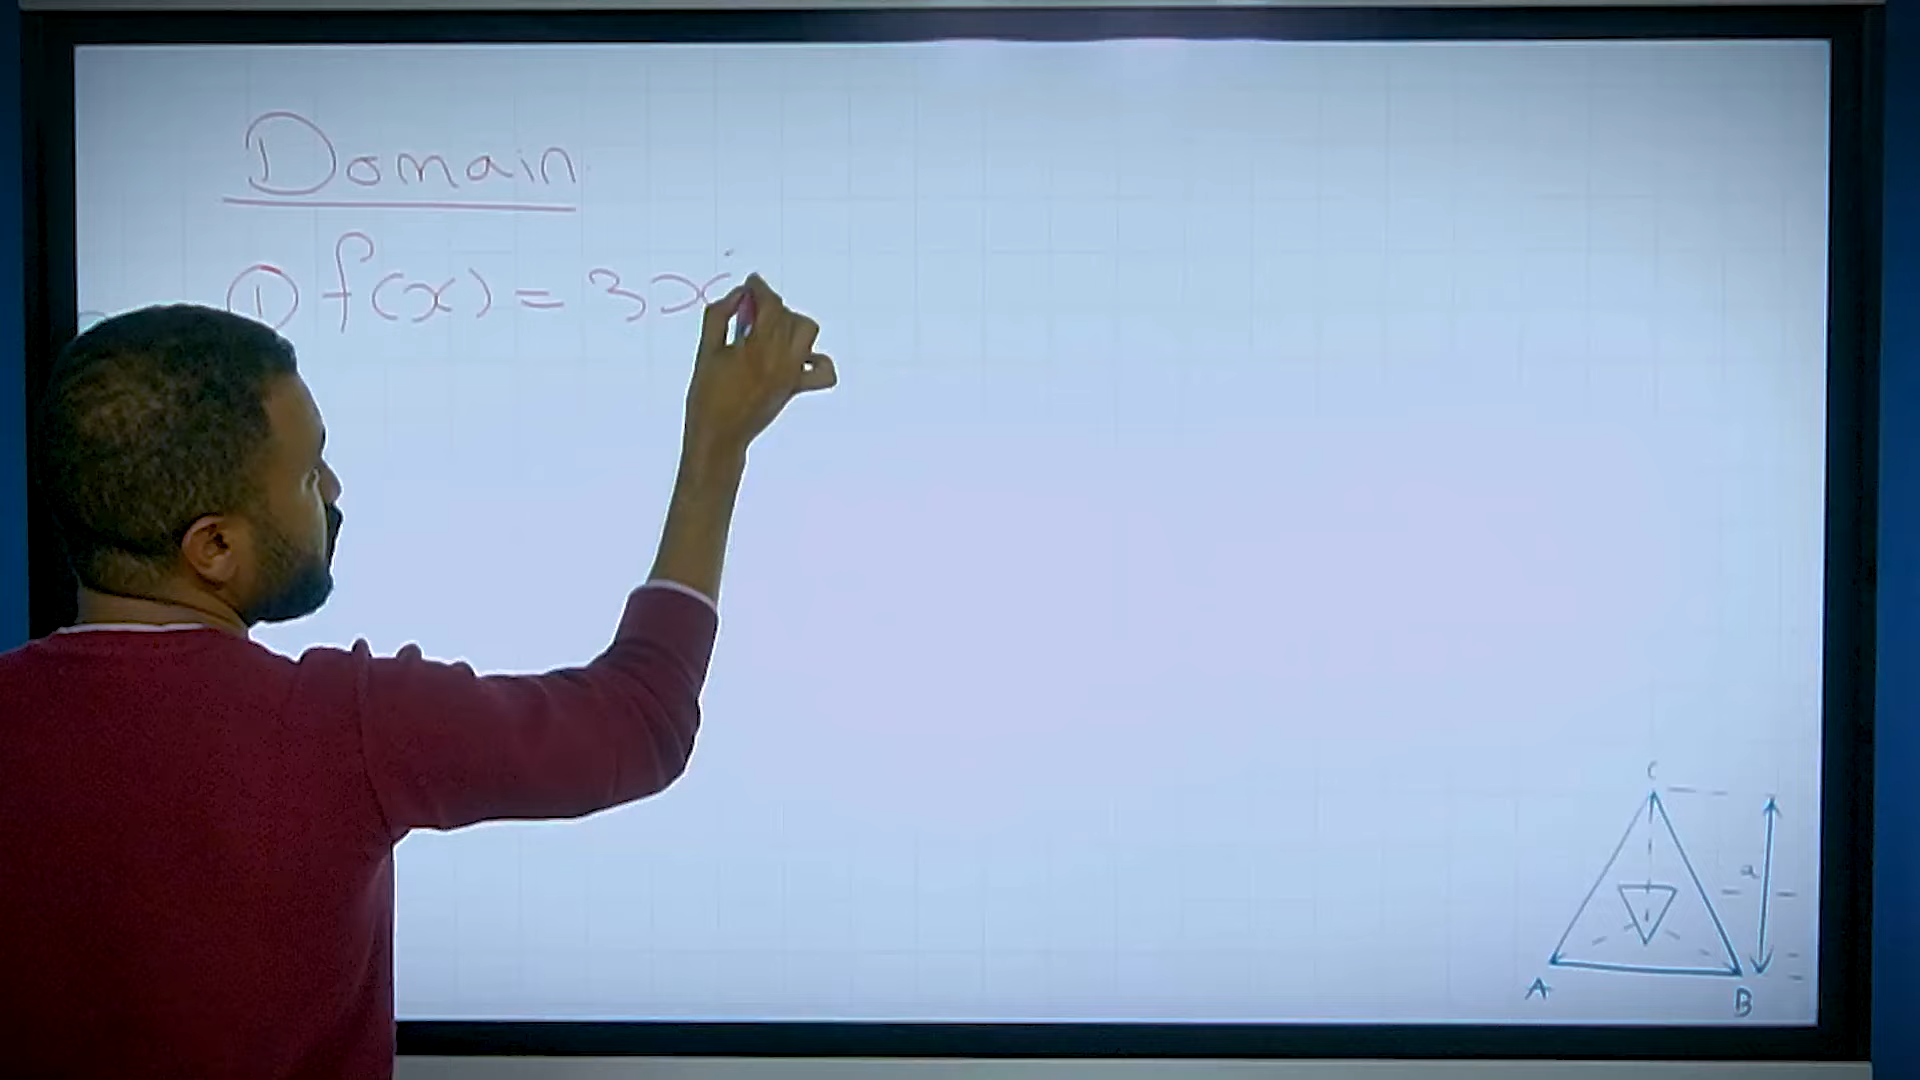 Domain
① f(x) = 3x
C
a
A
B